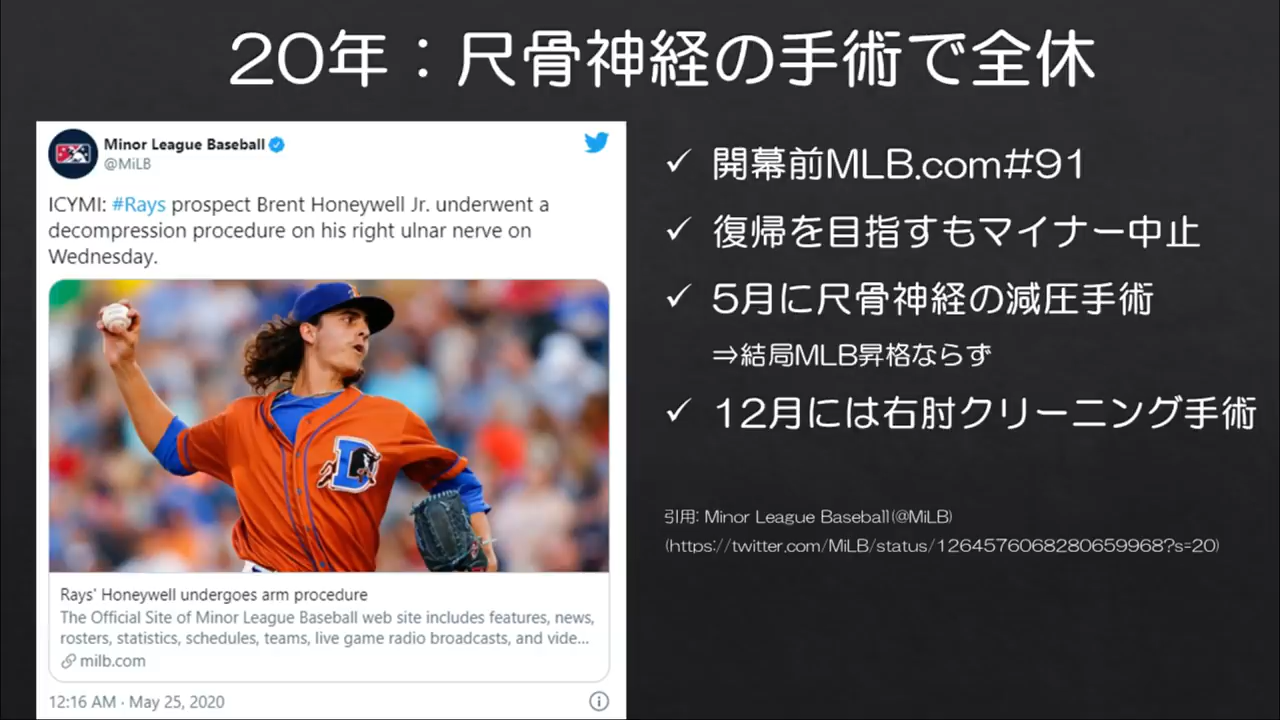 20年：尺骨神経の手術で全休
Minor League Baseball
@MiLB
ICYMI: #Rays prospect Brent Honeywell Jr. underwent a
decompression procedure on his right ulnar nerve on
Wednesday.
D
Rays' Honeywell undergoes arm procedure
The Official Site of Minor League Baseball web site includes features, news,
rosters, statistics, schedules, teams, live game radio broadcasts, and vide...
milb.com
12:16 AM · May 25, 2020
✓ 開幕前MLB.com#91
✓ 復帰を目指すもマイナー中止
✓ 5月に尺骨神経の減圧手術
⇒結局MLB昇格ならず
✓ 12月には右肘クリーニング手術
引用: Minor League Baseball(@MiLB)
(https://twitter.com/MiLB/status/1264576068280659968?s=20)